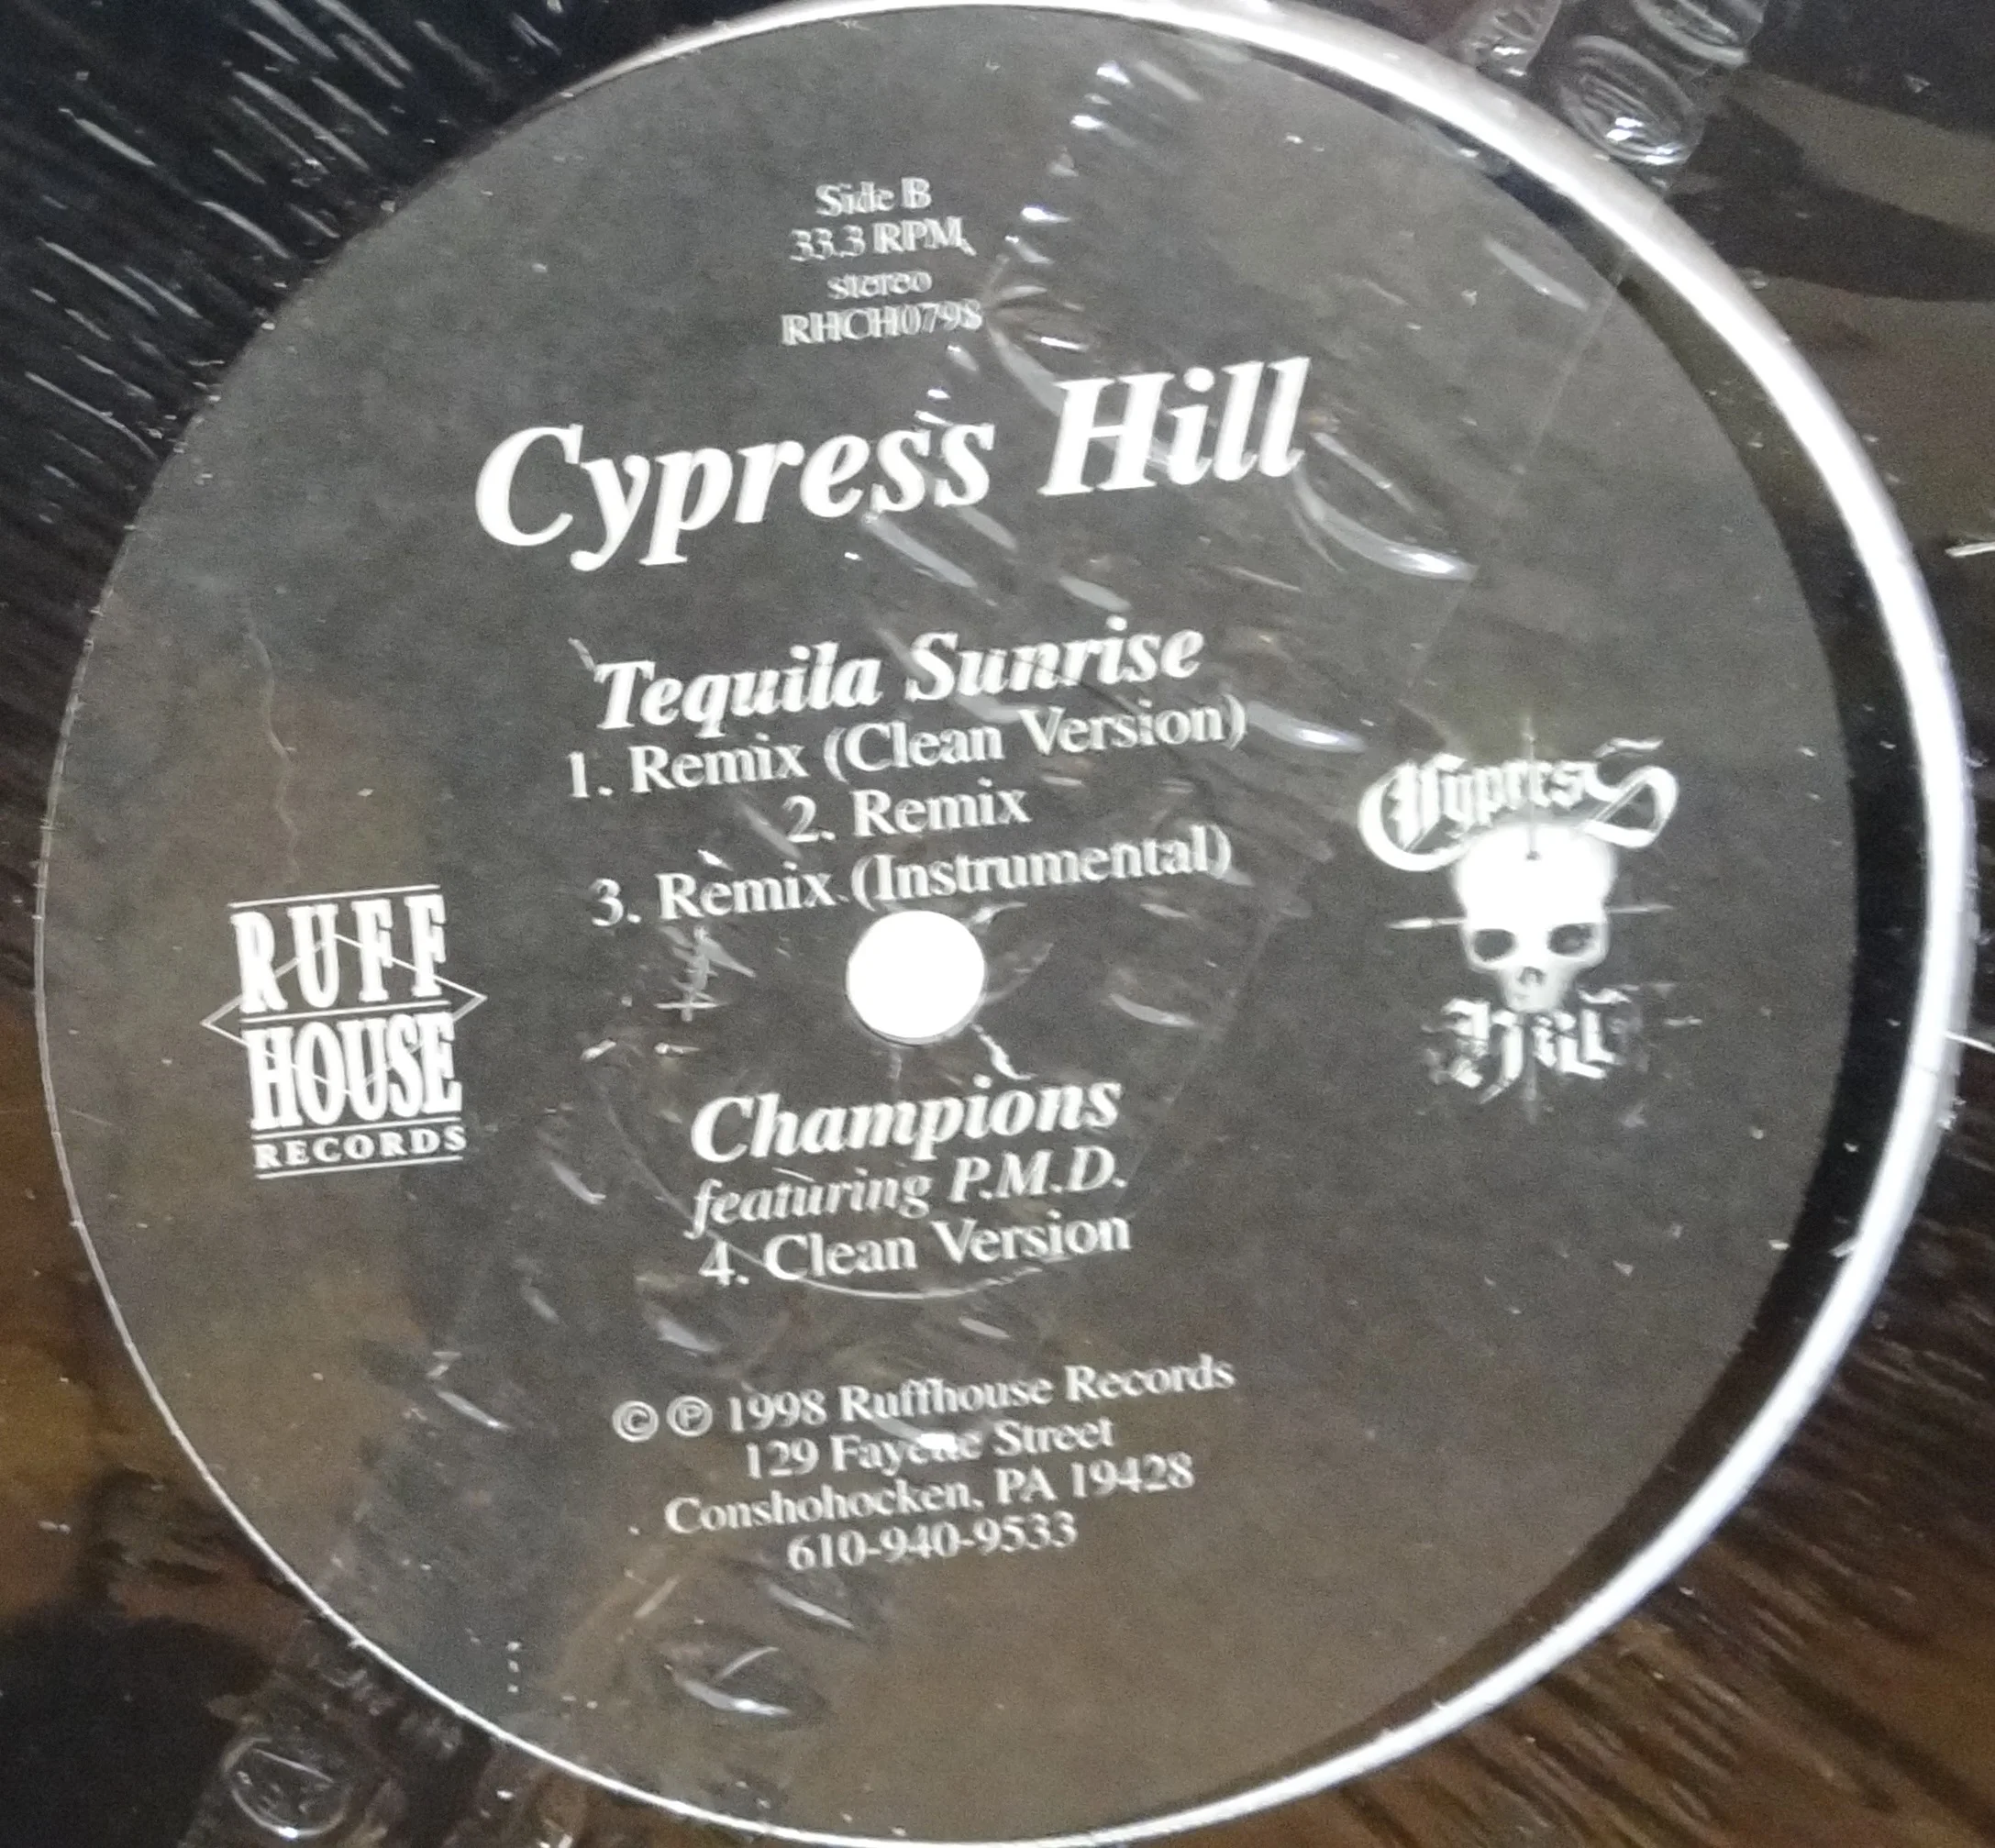 Side B
33.3 RPM
stereo
RHCH0798
Cypress Hill
Tequila Sunrise
1. Remix (Clean Version)
2. Remix
3. Remix (Instrumental)
RUFF
HOUSE
RECORDS
Cypress
Hill
Champions
featuring P.M.D.
4. Clean Version
© ℗ 1998 Ruffhouse Records
129 Fayette Street
Conshohocken, PA 19428
610-940-9533